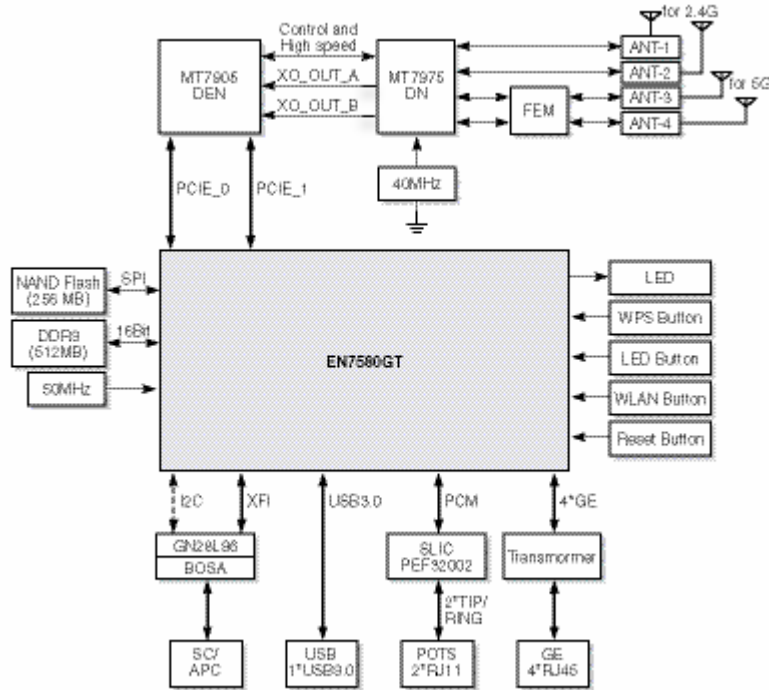 for 2.4G
Control and
High speed
ANT-1
MT7905
DEN
XO_OUT_A
MT7975
DN
ANT-2
for 5G
XO_OUT_B
FEM
ANT-3
ANT-4
PCIE_0
PCIE_1
40MHz
NAND Flash
(256 MB)
SPI
LED
DDR3
(512MB)
16Bit
WPS Button
EN7580GT
LED Button
50MHz
WLAN Button
Reset Button
I2C
XFI
USB3.0
PCM
4*GE
GN28L96
BOSA
SLIC
PEF32002
Transmormer
2*TIP/
RING
SC/
APC
USB
1*USB3.0
POTS
2*RJ11
GE
4*RJ45